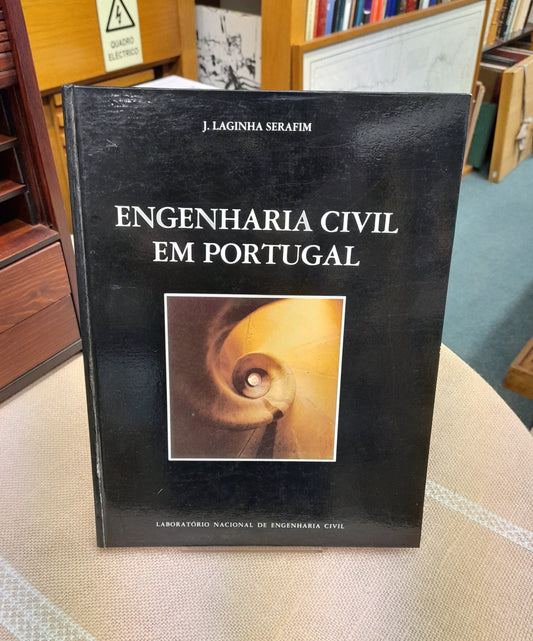 QUADRO
ELÉCTRICO
J. LAGINHA SERAFIM
ENGENHARIA CIVIL
EM PORTUGAL
LABORATÓRIO NACIONAL DE ENGENHARIA CIVIL